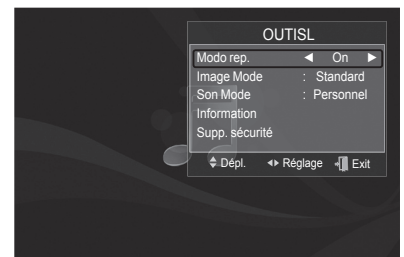 OUTISL
Modo rep. ◀ On ▶
Image Mode : Standard
Son Mode : Personnel
Information
Supp. sécurité
Dépl. Réglage Exit